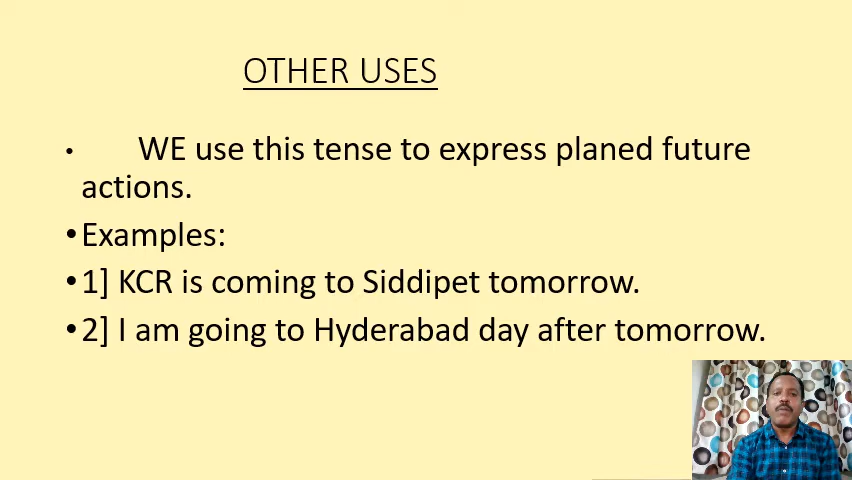 OTHER USES
• WE use this tense to express planed future
actions.
•Examples:
•1] KCR is coming to Siddipet tomorrow.
•2] I am going to Hyderabad day after tomorrow.